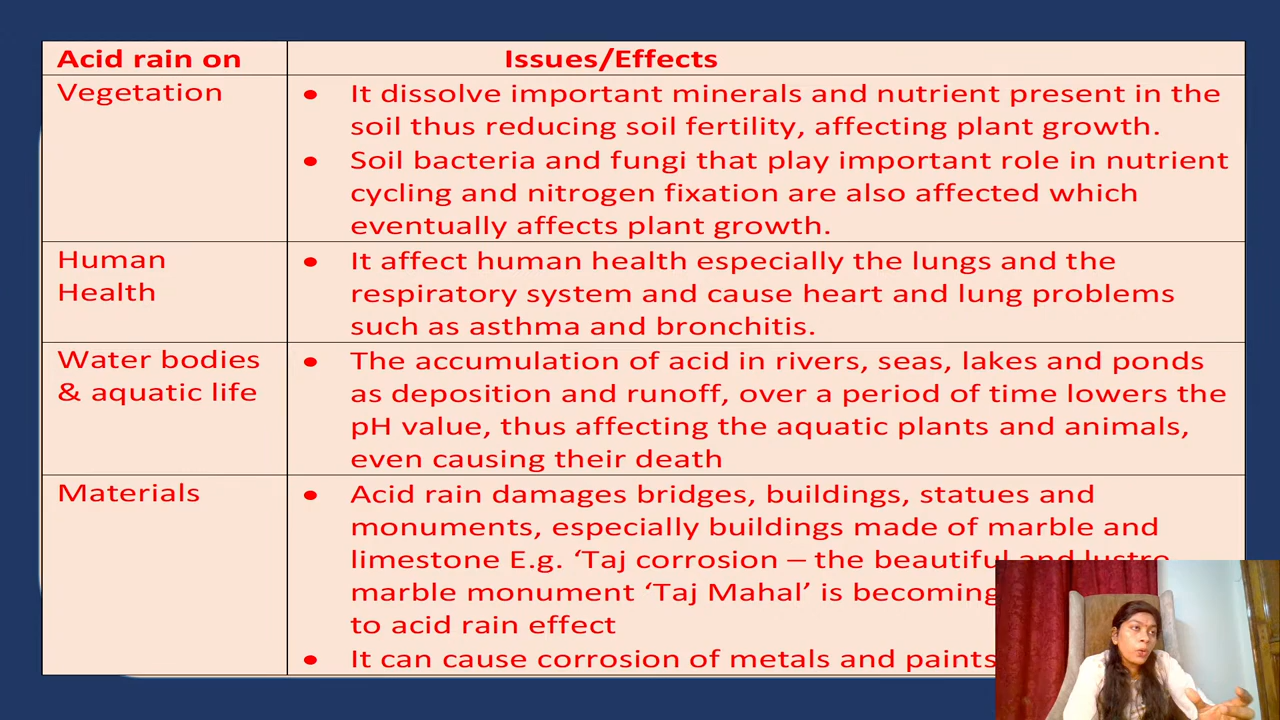 Acid rain on
Issues/Effects
Vegetation
• It dissolve important minerals and nutrient present in the
soil thus reducing soil fertility, affecting plant growth.
• Soil bacteria and fungi that play important role in nutrient
cycling and nitrogen fixation are also affected which
eventually affects plant growth.
Human
Health
• It affect human health especially the lungs and the
respiratory system and cause heart and lung problems
such as asthma and bronchitis.
Water bodies
& aquatic life
• The accumulation of acid in rivers, seas, lakes and ponds
as deposition and runoff, over a period of time lowers the
pH value, thus affecting the aquatic plants and animals,
even causing their death
Materials
• Acid rain damages bridges, buildings, statues and
monuments, especially buildings made of marble and
limestone E.g. ‘Taj corrosion – the beautiful and lustre
marble monument ‘Taj Mahal’ is becoming
to acid rain effect
• It can cause corrosion of metals and paints